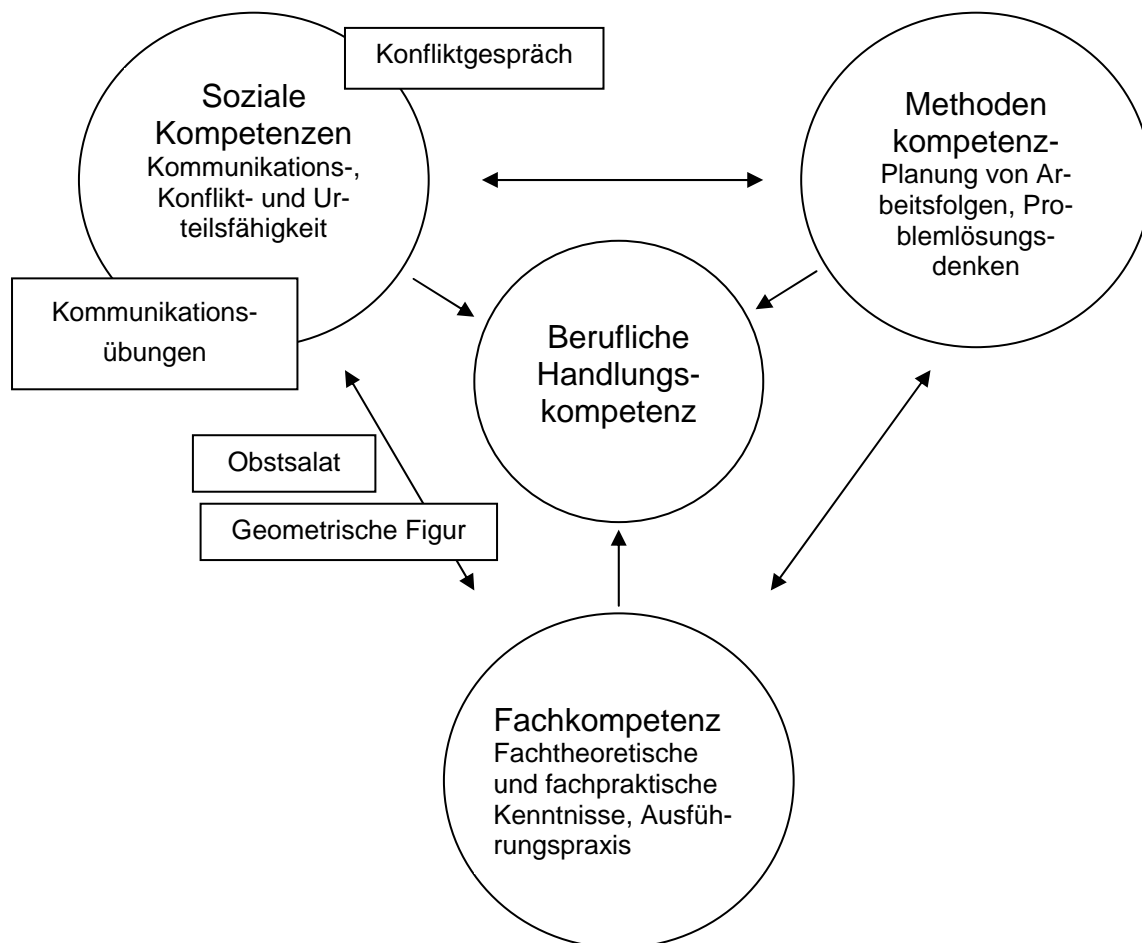 Konfliktgespräch
Soziale
Kompetenzen
Kommunikations-,
Konflikt- und Ur-
teilsfähigkeit
Methoden
kompetenz-
Planung von Ar-
beitsfolgen, Pro-
blemlösungs-
denken
Kommunikations-
übungen
Berufliche
Handlungs-
kompetenz
Obstsalat
Geometrische Figur
Fachkompetenz
Fachtheoretische
und fachpraktische
Kenntnisse, Ausfüh-
rungspraxis